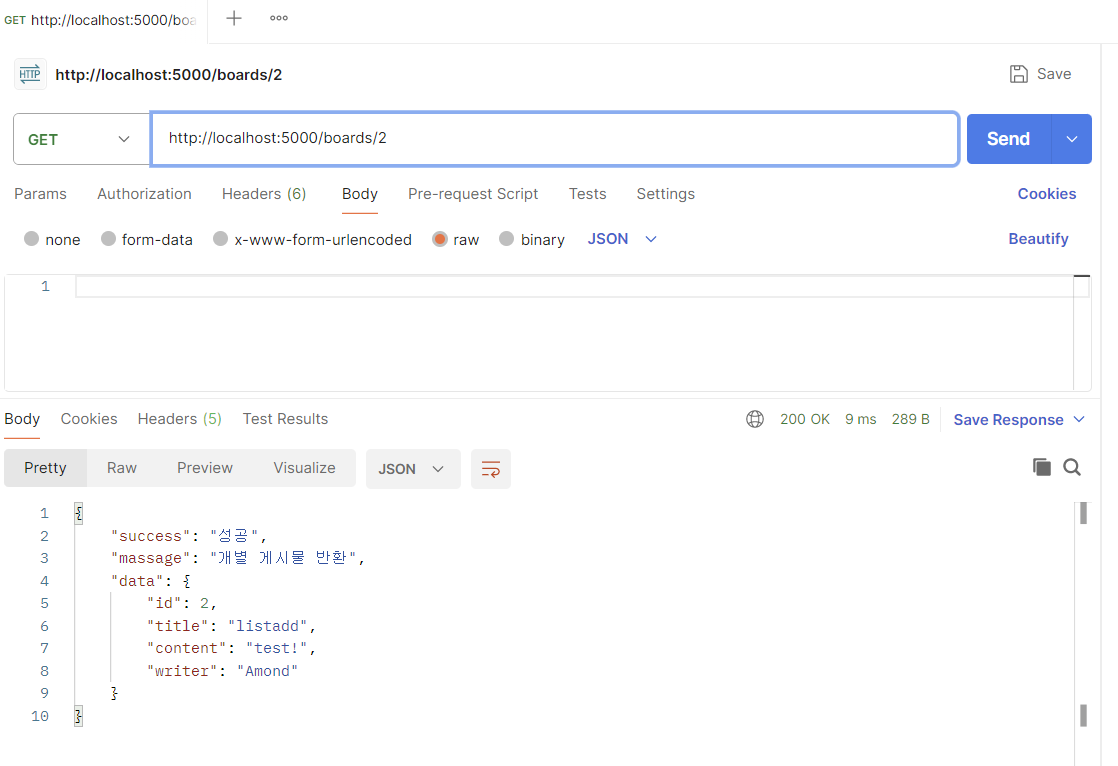 GET http://localhost:5000/boa
HTTP http://localhost:5000/boards/2 Save
GET http://localhost:5000/boards/2 Send
Params Authorization Headers (6) Body Pre-request Script Tests Settings Cookies
none form-data x-www-form-urlencoded raw binary JSON Beautify
1
Body Cookies Headers (5) Test Results 200 OK 9 ms 289 B Save Response
Pretty Raw Preview Visualize JSON
1 {
2 "success": "성공",
3 "massage": "개별 게시물 반환",
4 "data": {
5 "id": 2,
6 "title": "listadd",
7 "content": "test!",
8 "writer": "Amond"
9 }
10 }